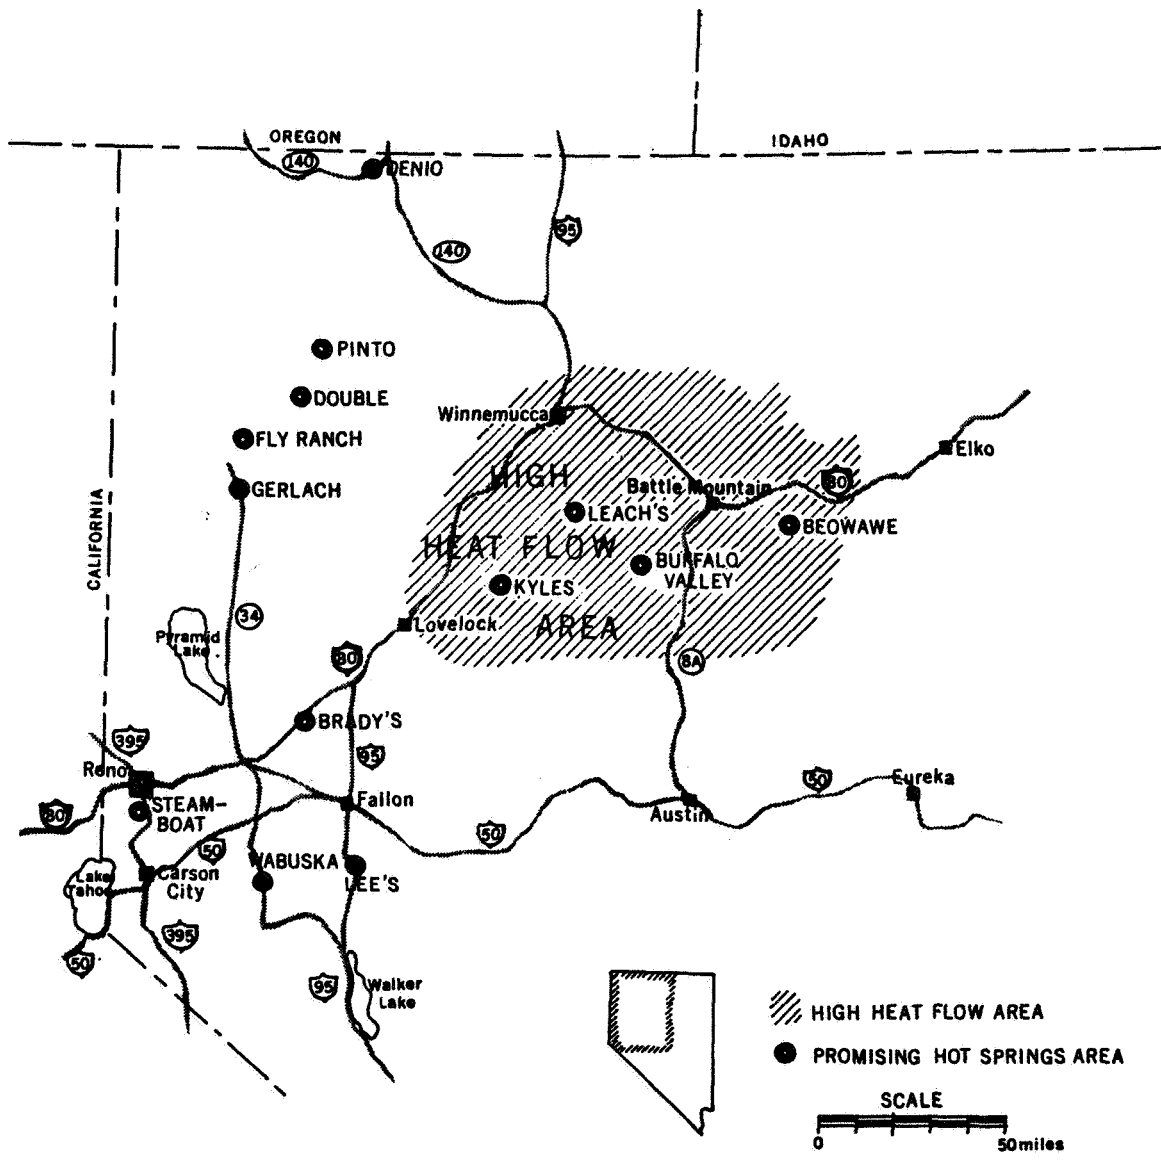 OREGON
IDAHO
140
DENIO
95
140
PINTO
DOUBLE
Winnemucca
FLY RANCH
Elko
HIGH
80
GERLACH
Battle Mountain
LEACH'S
BEOWAWE
CALIFORNIA
HEAT FLOW
BUFFALO
VALLEY
KYLES
34
Lovelock
AREA
Pyramid
Lake
80
8A
BRADY'S
395
95
Reno
50
Eureka
80
STEAM-
BOAT
Fallon
Austin
50
50
WABUSKA
Lake
Tahoe
Carson
City
LEE'S
395
50
95
Walker
Lake
HIGH HEAT FLOW AREA
PROMISING HOT SPRINGS AREA
SCALE
0
50 miles